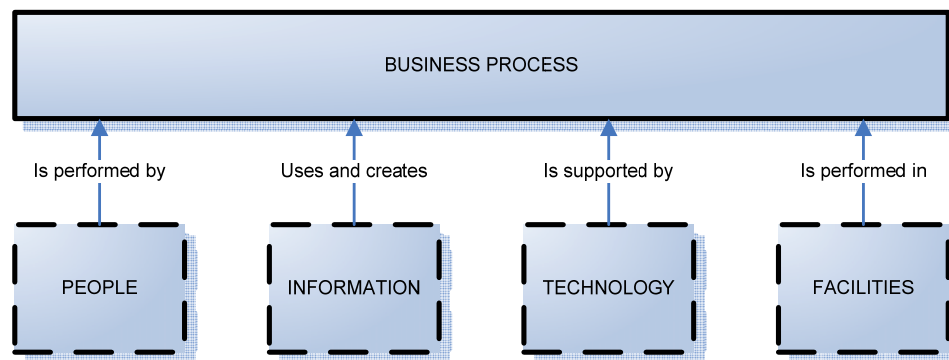 BUSINESS PROCESS
Is performed by
Uses and creates
Is supported by
Is performed in
PEOPLE
INFORMATION
TECHNOLOGY
FACILITIES